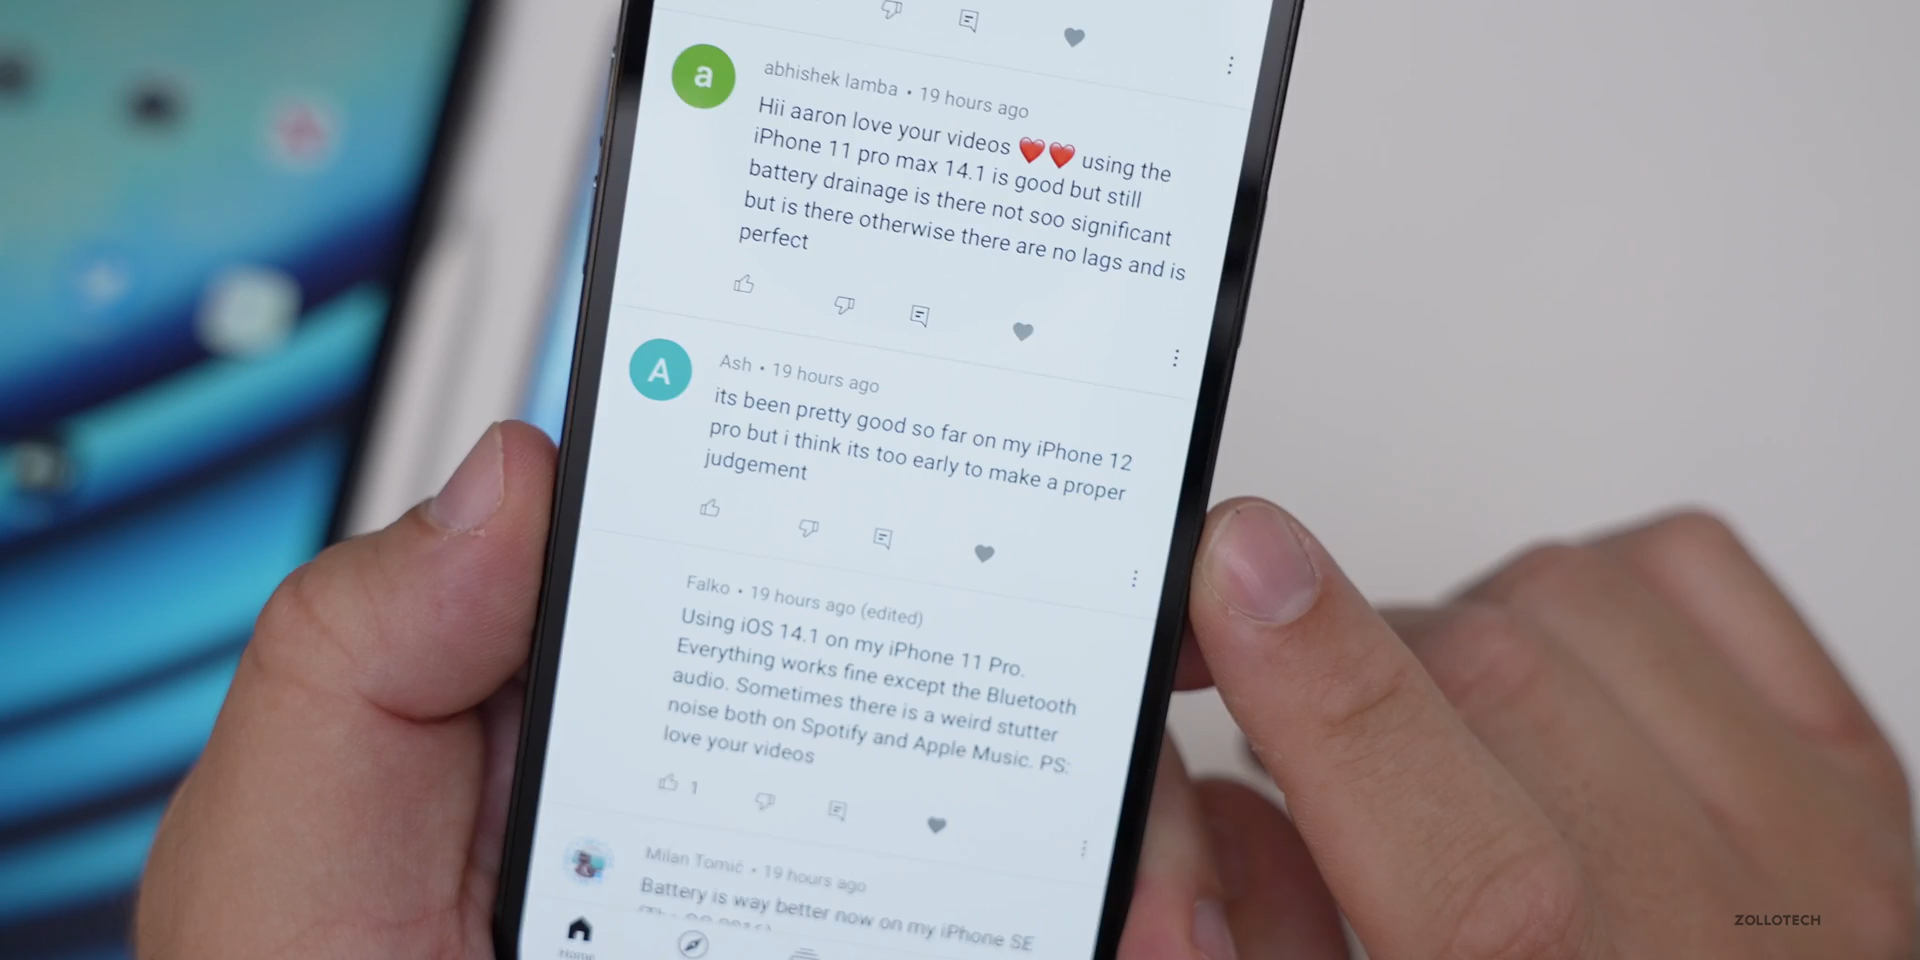 a
abhishek lamba • 19 hours ago
Hii aaron love your videos ❤️❤️ using the
iPhone 11 pro max 14.1 is good but still
battery drainage is there not soo significant
but is there otherwise there are no lags and is
perfect
A
Ash • 19 hours ago
its been pretty good so far on my iPhone 12
pro but i think its too early to make a proper
judgement
Falko • 19 hours ago (edited)
Using iOS 14.1 on my iPhone 11 Pro.
Everything works fine except the Bluetooth
audio. Sometimes there is a weird stutter
noise both on Spotify and Apple Music. PS:
love your videos
1
Milan Tomić • 19 hours ago
Battery is way better now on my iPhone SE
Home
ZOLLOTECH